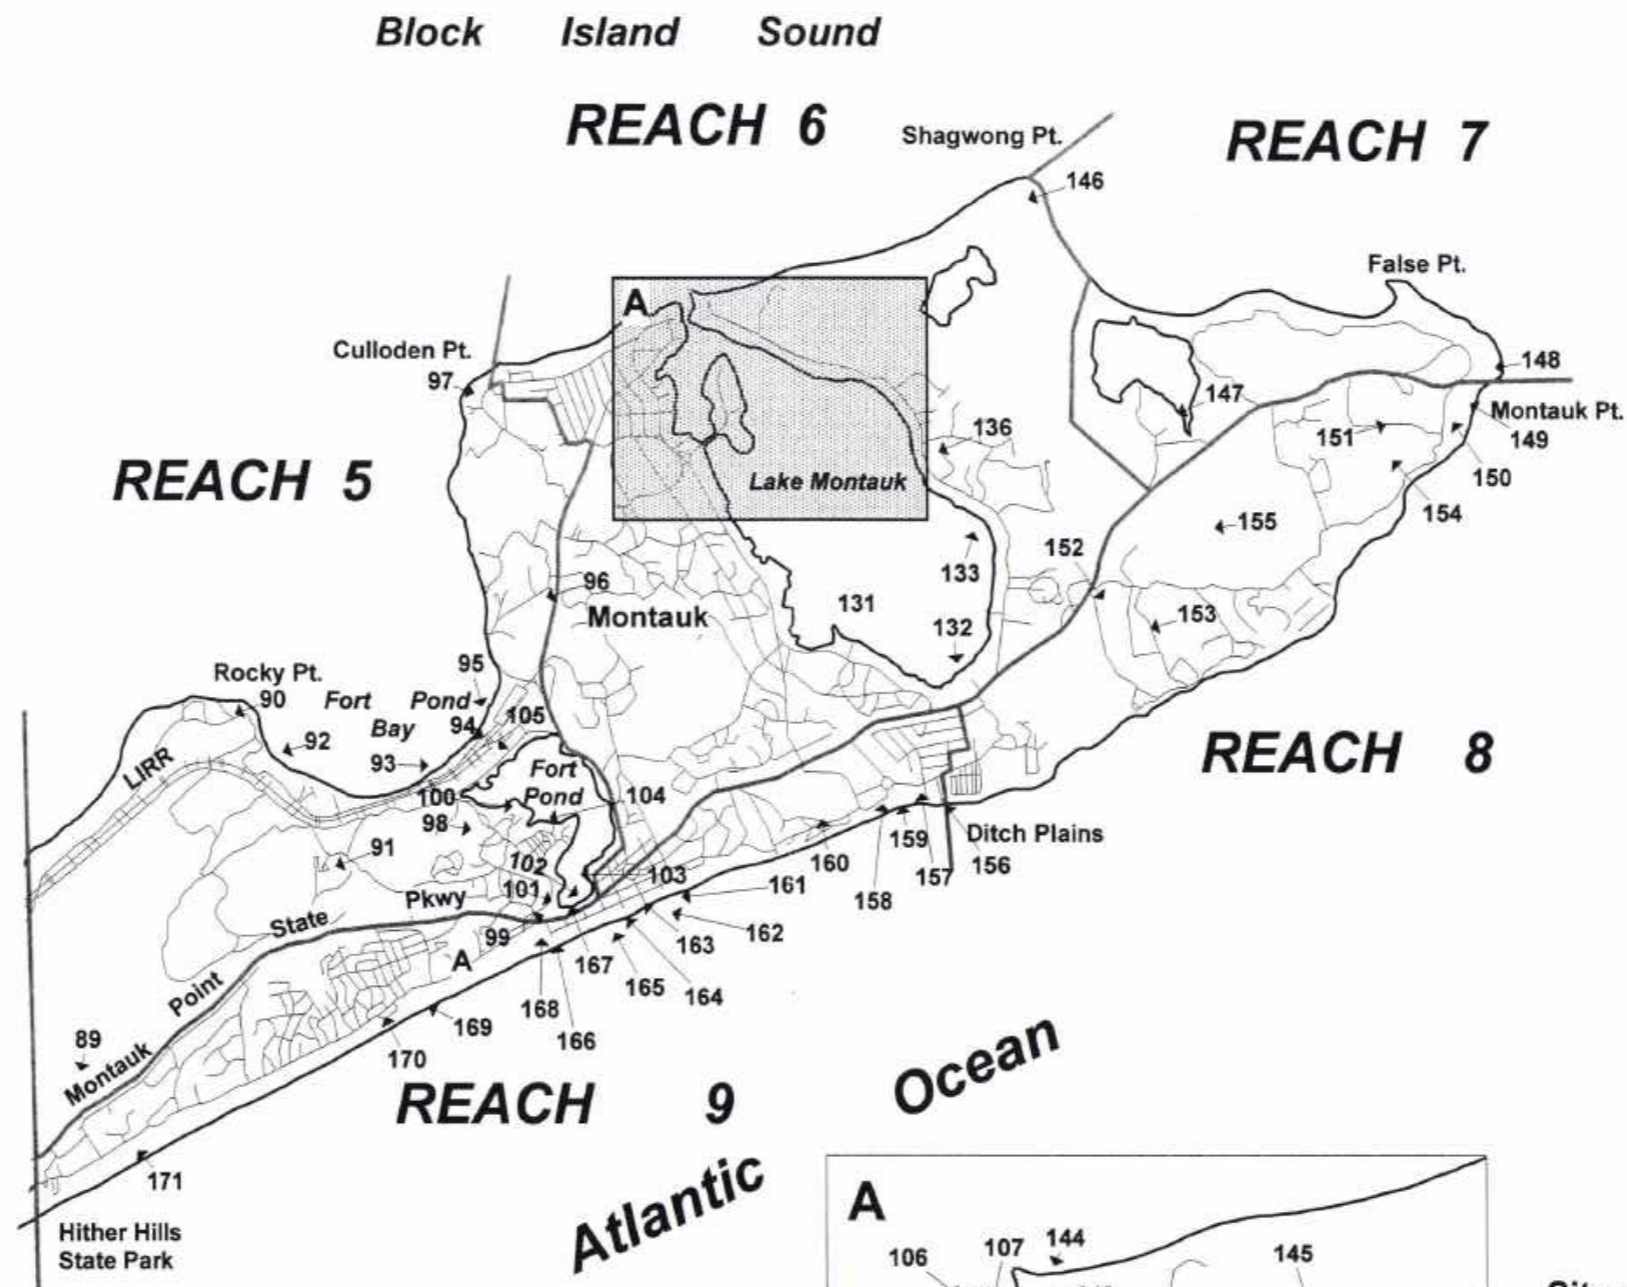 Block Island Sound
REACH 6
Shagwong Pt.
REACH 7
146
False Pt.
A
Culloden Pt.
97
148
147
Montauk Pt.
149
136
151
REACH 5
Lake Montauk
150
154
155
152
133
96
131
Montauk
153
132
95
Rocky Pt.
90
Fort Pond
Bay
94
105
92
93
LIRR
REACH 8
Fort
Pond
100
104
98
Ditch Plains
91
159
156
102
160
157
103
101
161
158
Pkwy
State
99
162
163
A
167
165
164
Point
168
169
166
89
170
Montauk
Ocean
REACH 9
171
Atlantic
Hither Hills
State Park
A
106
107
144
145